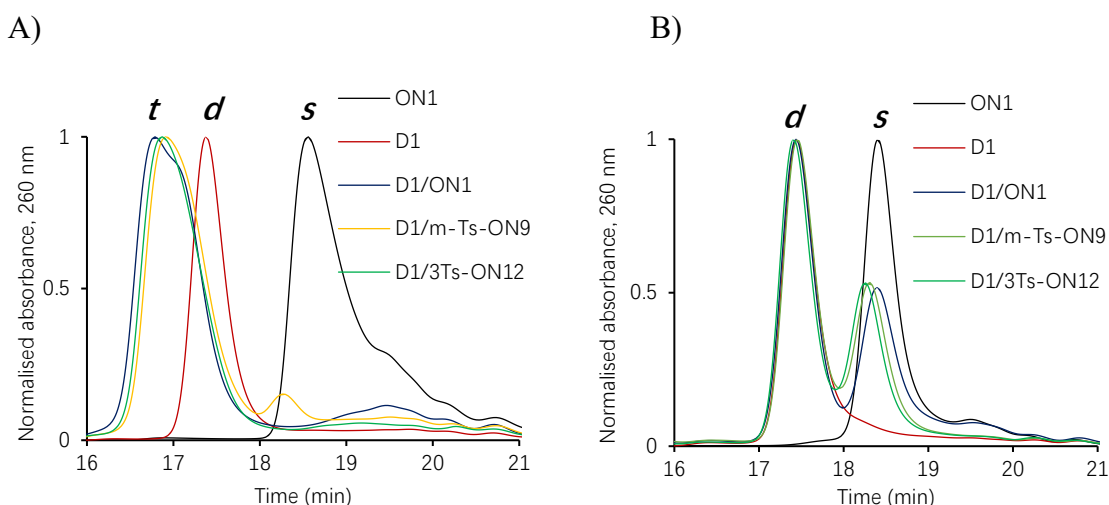 A)
t
d
s
ON1
D1
D1/ON1
D1/m-Ts-ON9
D1/3Ts-ON12
Normalised absorbance, 260 nm
1
0.5
0
16 17 18 19 20 21
Time (min)
B)
d
s
ON1
D1
D1/ON1
D1/m-Ts-ON9
D1/3Ts-ON12
Normalised absorbance, 260 nm
1
0.5
0
16 17 18 19 20 21
Time (min)